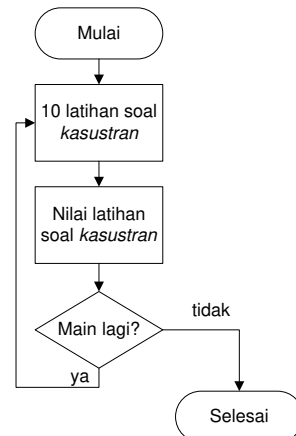 Mulai
10 latihan soal
kasustran
Nilai latihan
soal kasustran
Main lagi?
tidak
ya
Selesai